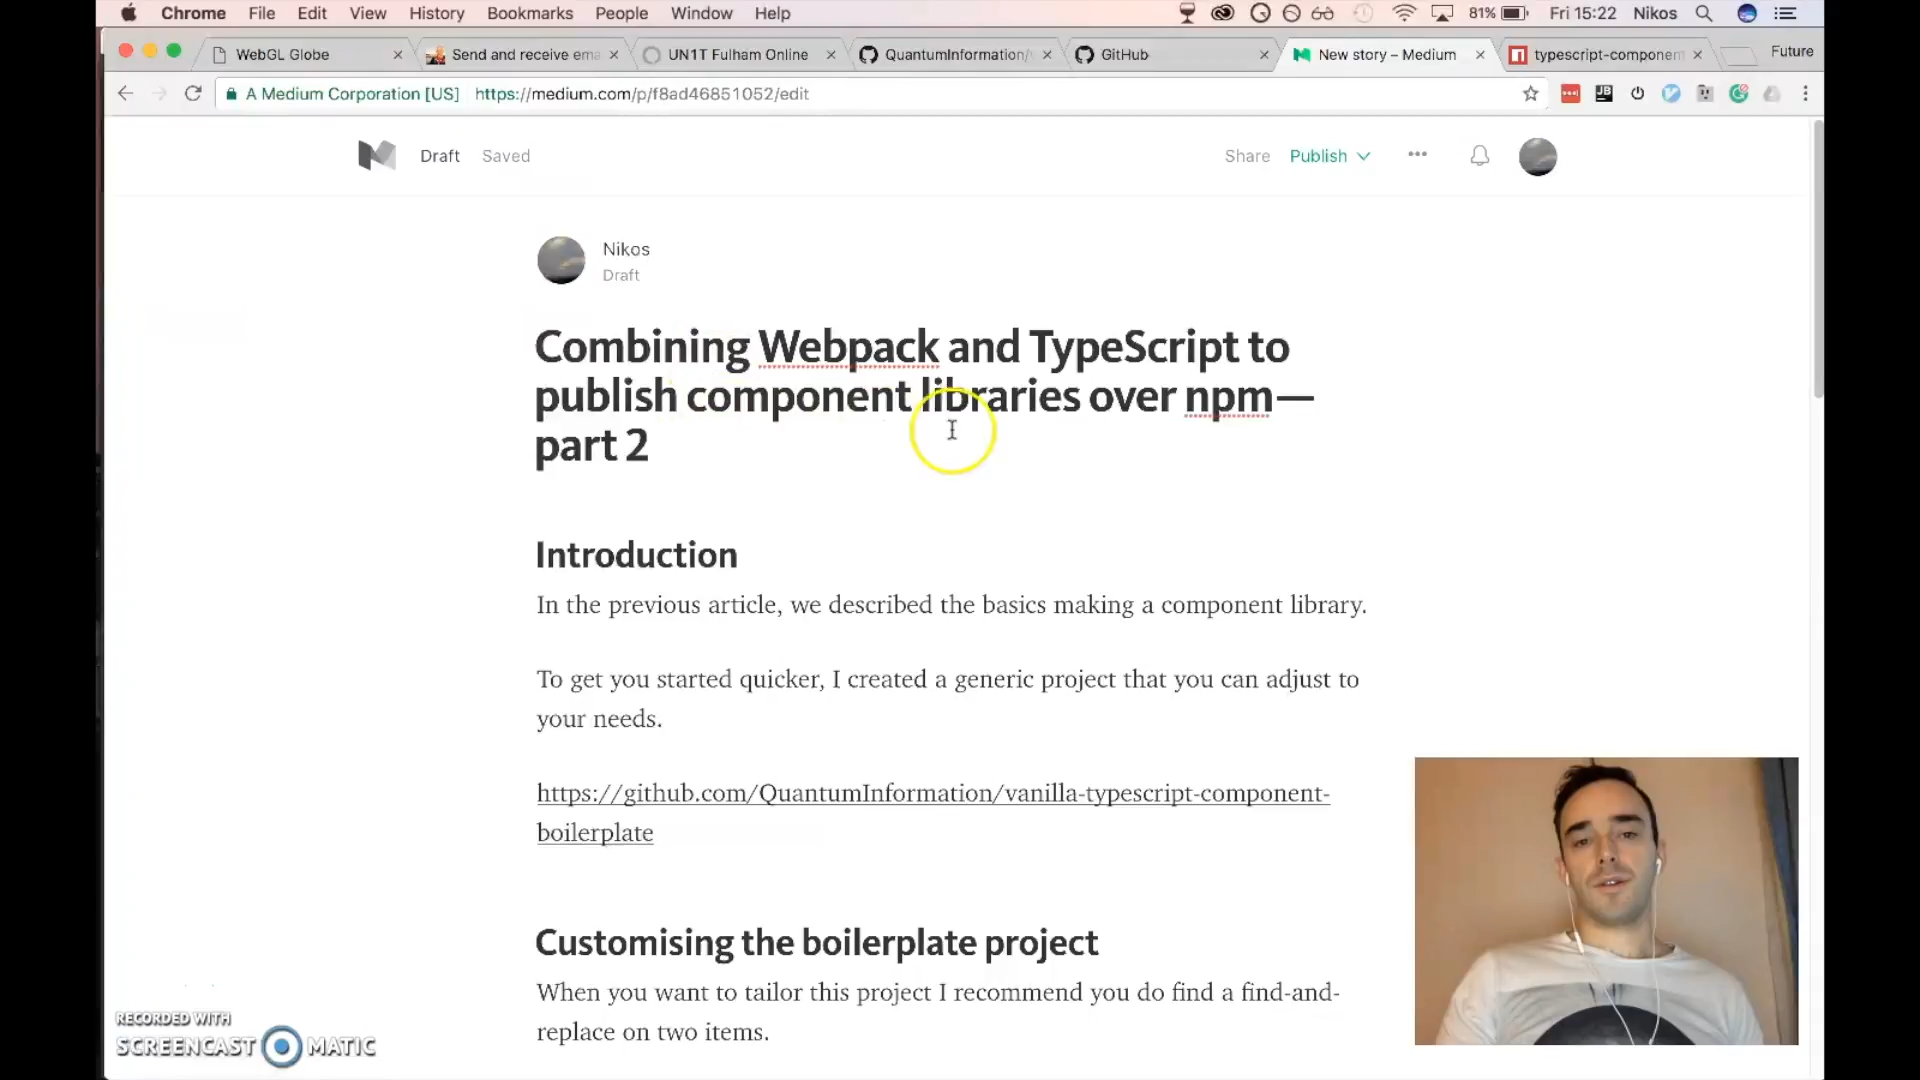 Chrome File Edit View History Bookmarks People Window Help 81% Fri 15:22 Nikos
WebGL Globe Send and receive ema UN1T Fulham Online QuantumInformation/ GitHub New story – Medium typescript-componen Future
A Medium Corporation [US] https://medium.com/p/f8ad46851052/edit
Draft Saved Share Publish
Nikos
Draft
Combining Webpack and TypeScript to
publish component libraries over npm—
part 2
Introduction
In the previous article, we described the basics making a component library.
To get you started quicker, I created a generic project that you can adjust to
your needs.
https://github.com/QuantumInformation/vanilla-typescript-component-
boilerplate
Customising the boilerplate project
When you want to tailor this project I recommend you do find a find-and-
replace on two items.
RECORDED WITH
SCREENCAST MATIC